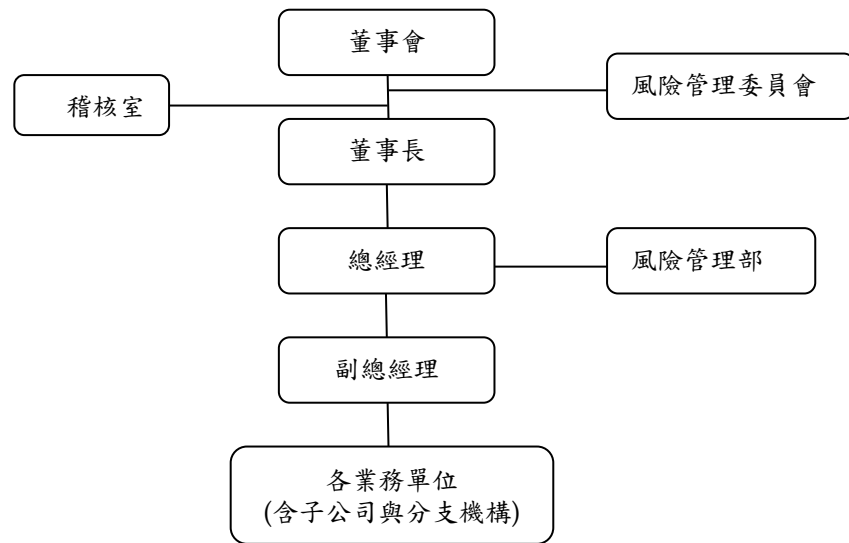 董事會
風險管理委員會
稽核室
董事長
總經理
風險管理部
副總經理
各業務單位
(含子公司與分支機構)